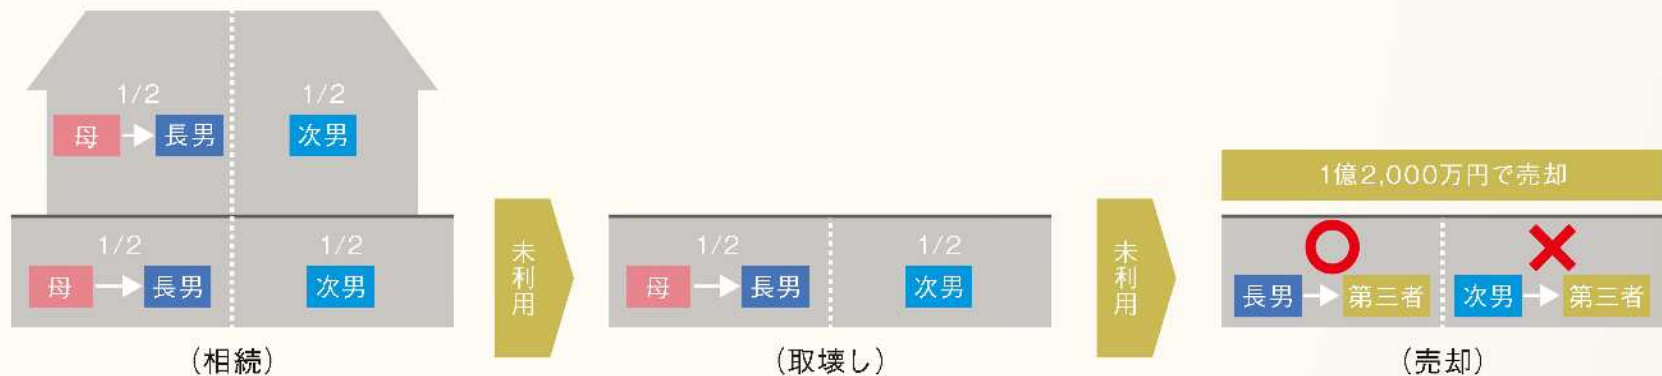 1/2
1/2
母
長男
次男
1/2
1/2
母
長男
次男
(相続)
未利用
1/2
1/2
母
長男
次男
(取壊し)
未利用
1億2,000万円で売却
長男
第三者
次男
第三者
(売却)